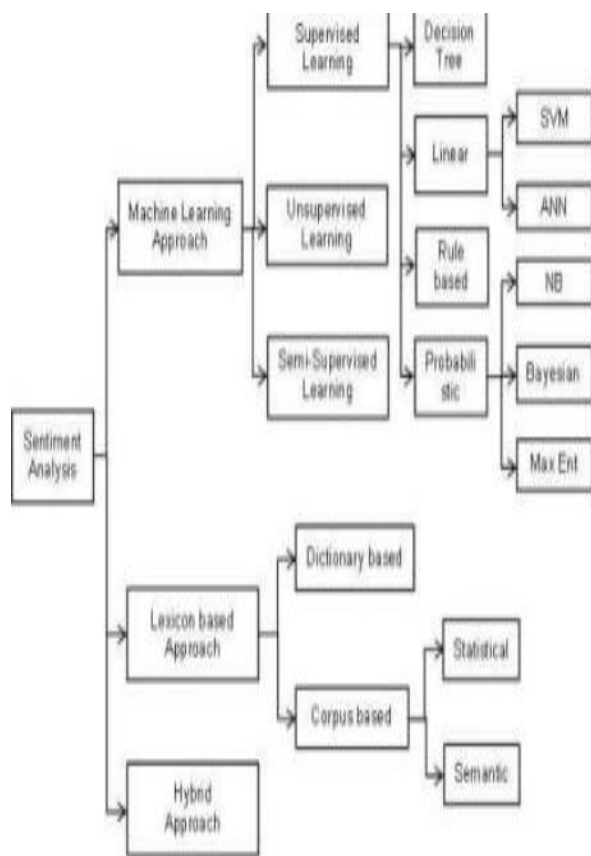 Supervised
Learning
Decision
Tree
SVM
Linear
Machine Learning
Approach
Unsupervised
Learning
ANN
Rule
based
NB
Semi-Supervised
Learning
Probabili
stic
Bayesian
Sentiment
Analysis
Max Ent
Dictionary based
Lexicon based
Approach
Statistical
Corpus based
Semantic
Hybrid
Approach